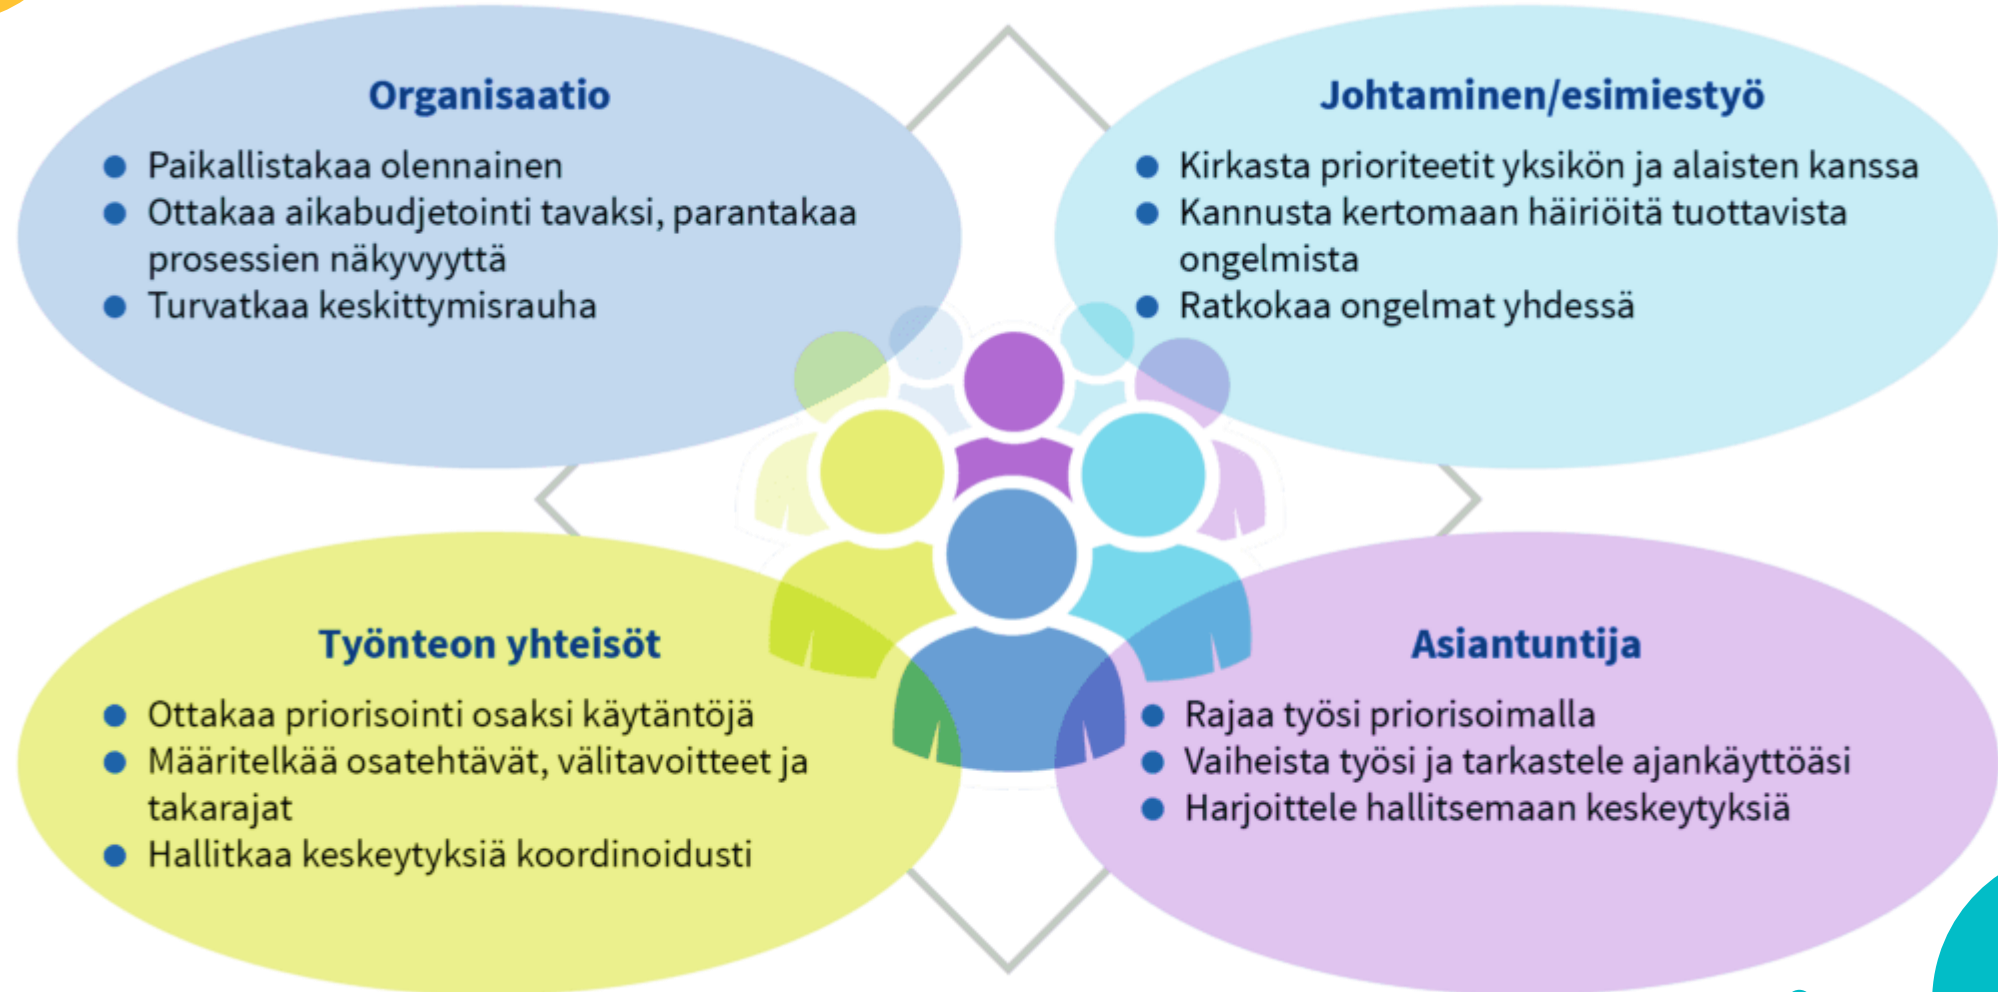 Organisaatio
● Paikallistakaa olennainen
● Ottakaa aikabudjetointi tavaksi, parantakaa
prosessien näkyvyyttä
● Turvatkaa keskittymisrauha
Johtaminen/esimiestyö
● Kirkasta prioriteetit yksikön ja alaisten kanssa
● Kannusta kertomaan häiriöitä tuottavista
ongelmista
● Ratkokaa ongelmat yhdessä
Työnteon yhteisöt
● Ottakaa priorisointi osaksi käytäntöjä
● Määritelkää osatehtävät, välitavoitteet ja
takarajat
● Hallitkaa keskeytyksiä koordinoidusti
Asiantuntija
● Rajaa työsi priorisoimalla
● Vaiheista työsi ja tarkastele ajankäyttöäsi
● Harjoittele hallitsemaan keskeytyksiä